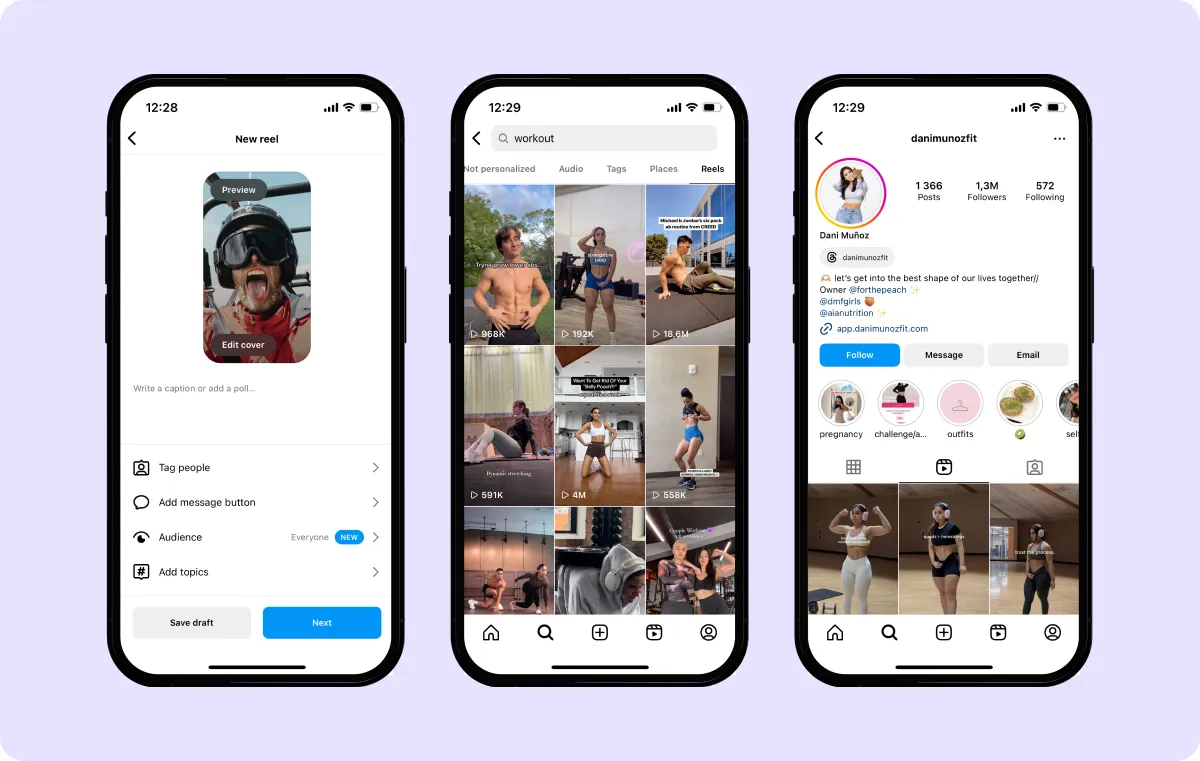 12:28
New reel
Preview
Edit cover
Write a caption or add a poll...
Tag people
Add message button
Audience
Everyone
NEW
Add topics
Save draft
Next
12:29
workout
Not personalized
Audio
Tags
Places
Reels
Tryna grow lower abs...
968K
192K
Michael b Jordan's six pack
ab routine from CREED
18,6M
Dynamic stretching
591K
Want To Get Rid Of Your
"Belly Pooch?!"
4M
558K
Couple Workout
12:29
danimunozfit
1 366
Posts
1,3M
Followers
572
Following
Dani Muñoz
danimunozfit
🫶🏼 let's get into the best shape of our lives together//
Owner @forthepeach ✨
@dmfgirls 🍑
@aianutrition ✨
app.danimunozfit.com
Follow
Message
Email
pregnancy
challenge/a...
outfits
🥝
sel
quads + hamstrings
trust the process.